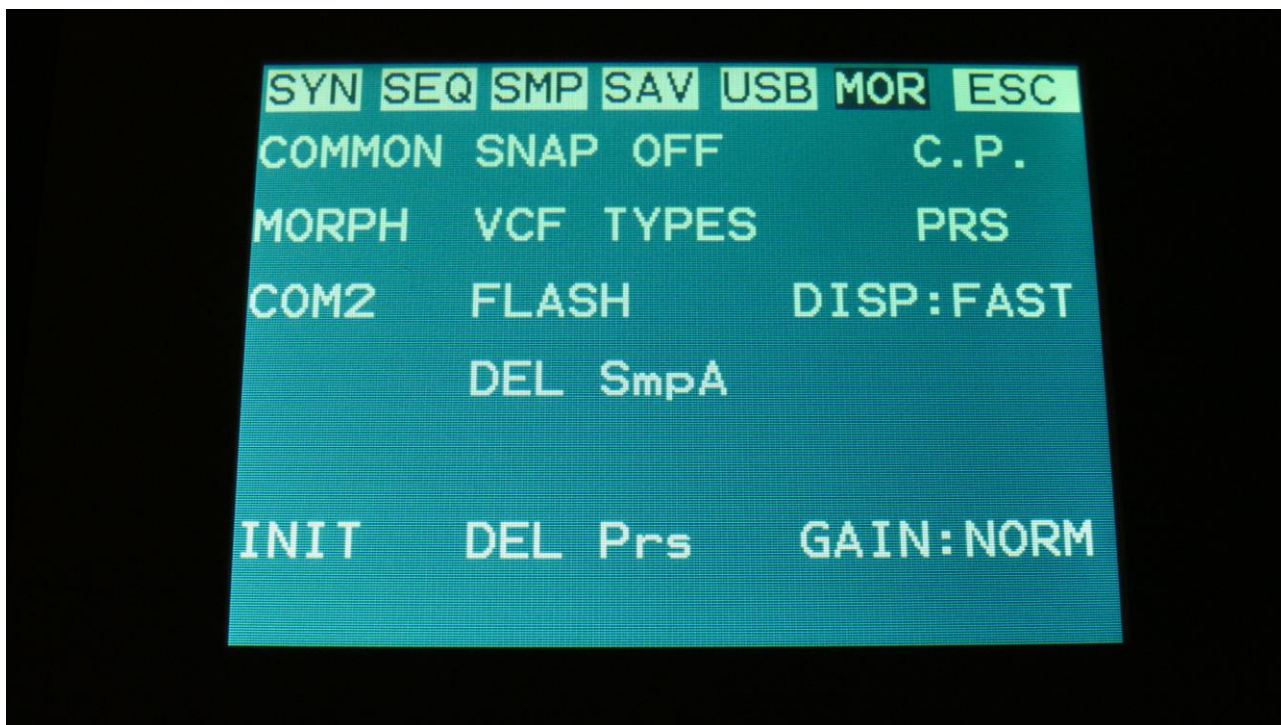 SYN SEQ SMP SAV USB MOR ESC
COMMON SNAP OFF C.P.
MORPH VCF TYPES PRS
COM2 FLASH DISP:FAST
DEL SmpA
INIT DEL Prs GAIN:NORM